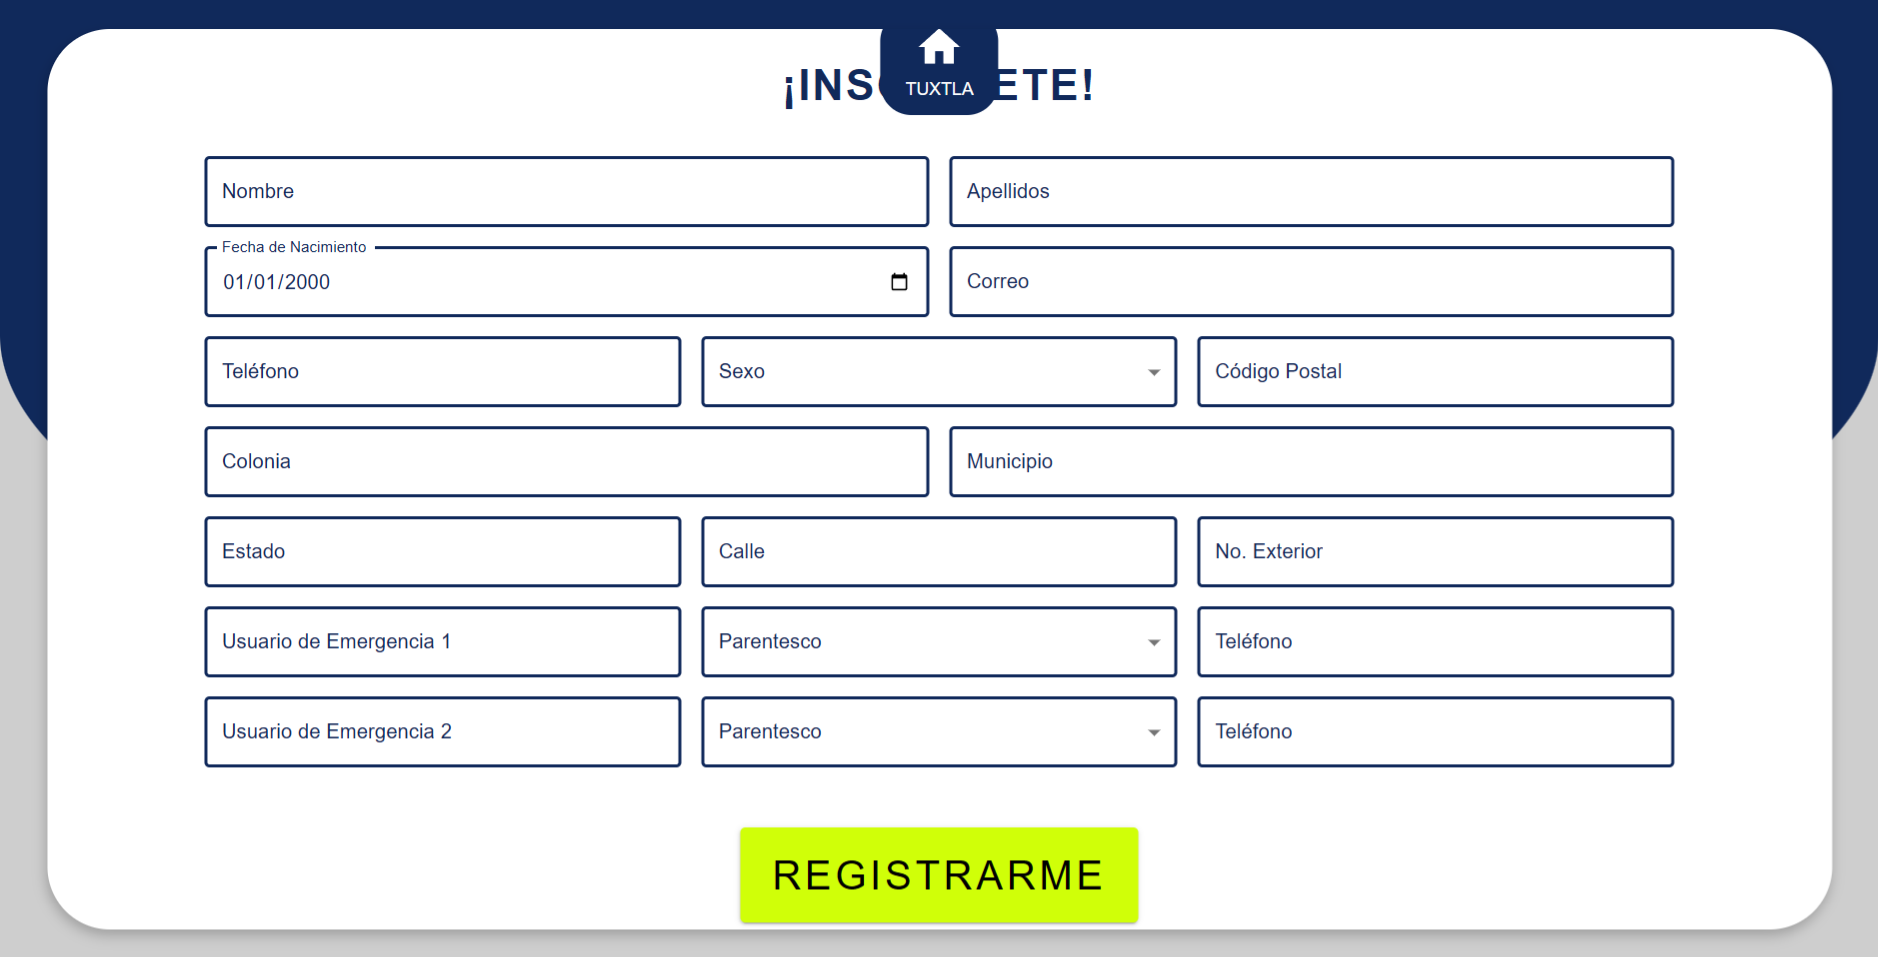 ¡INS ETE!
TUXTLA
Nombre
Apellidos
Fecha de Nacimiento
01/01/2000
Correo
Teléfono
Sexo
Código Postal
Colonia
Municipio
Estado
Calle
No. Exterior
Usuario de Emergencia 1
Parentesco
Teléfono
Usuario de Emergencia 2
Parentesco
Teléfono
REGISTRARME